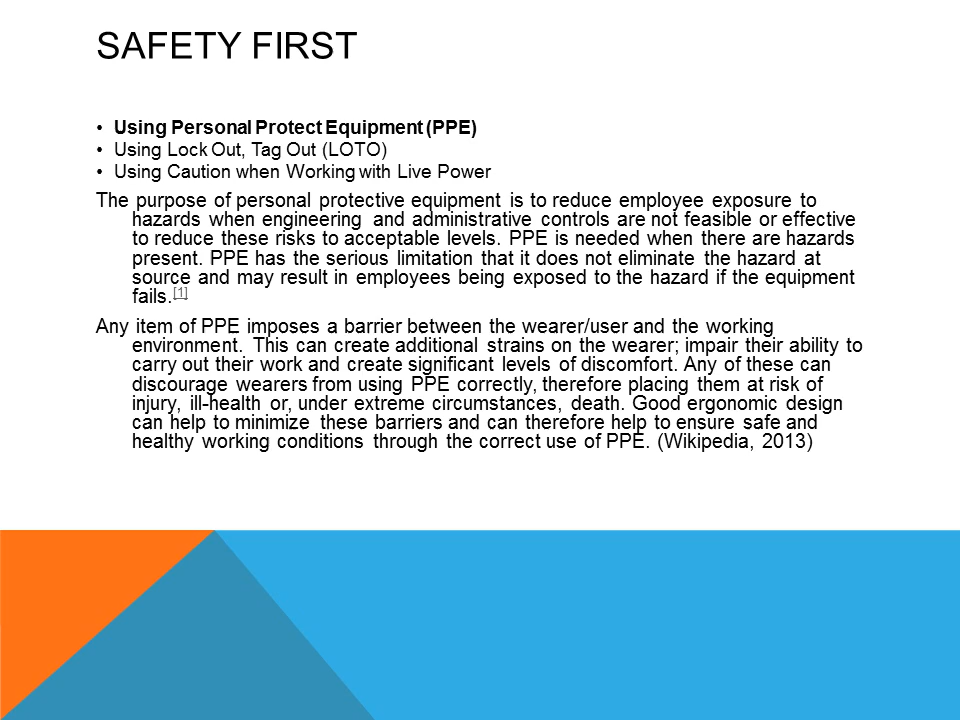 SAFETY FIRST
• Using Personal Protect Equipment (PPE)
• Using Lock Out, Tag Out (LOTO)
• Using Caution when Working with Live Power
The purpose of personal protective equipment is to reduce employee exposure to
hazards when engineering and administrative controls are not feasible or effective
to reduce these risks to acceptable levels. PPE is needed when there are hazards
present. PPE has the serious limitation that it does not eliminate the hazard at
source and may result in employees being exposed to the hazard if the equipment
fails.[1]
Any item of PPE imposes a barrier between the wearer/user and the working
environment. This can create additional strains on the wearer; impair their ability to
carry out their work and create significant levels of discomfort. Any of these can
discourage wearers from using PPE correctly, therefore placing them at risk of
injury, ill-health or, under extreme circumstances, death. Good ergonomic design
can help to minimize these barriers and can therefore help to ensure safe and
healthy working conditions through the correct use of PPE. (Wikipedia, 2013)